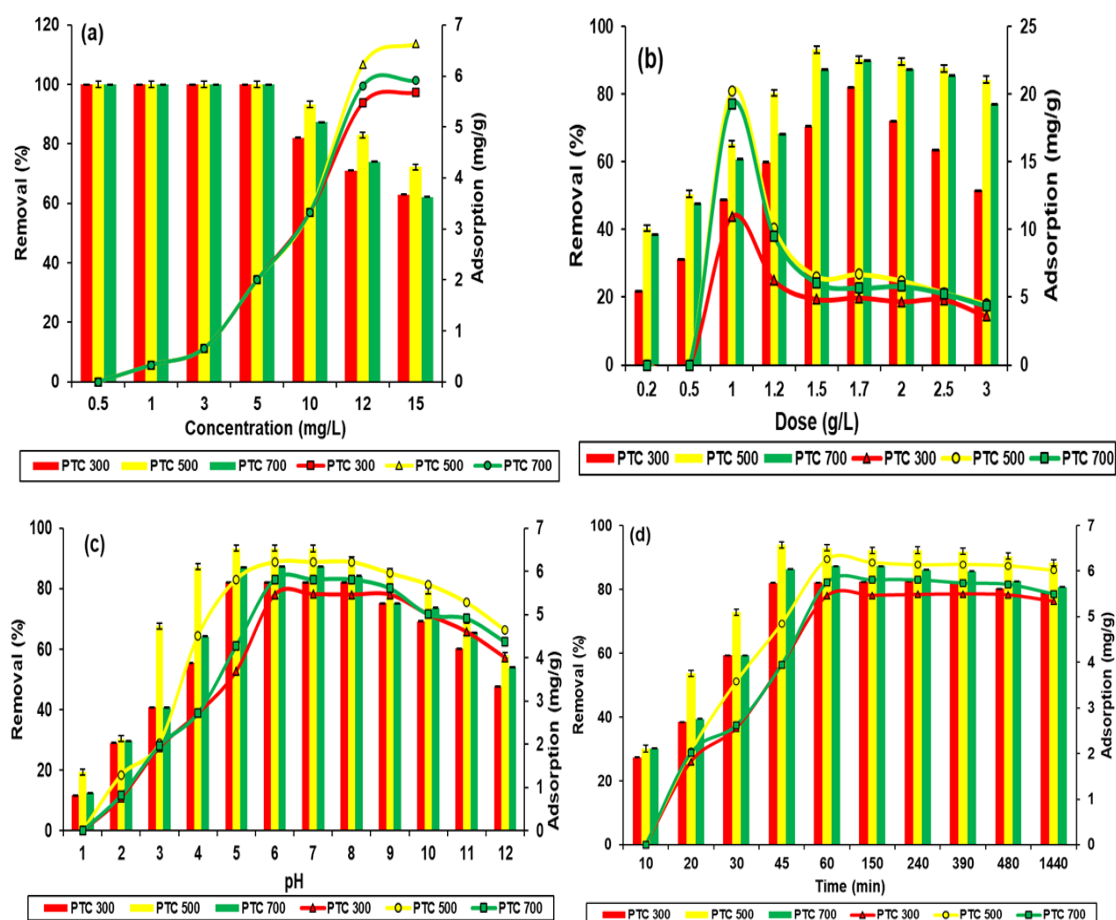 (a)
120
100
80
60
40
20
0
Removal (%)
7
6
5
4
3
2
1
0
Adsorption (mg/g)
0.5 1 3 5 10 12 15
Concentration (mg/L)
PTC 300 PTC 500 PTC 700 PTC 300 PTC 500 PTC 700
(b)
100
80
60
40
20
0
Removal (%)
25
20
15
10
5
0
Adsorption (mg/g)
0.2 0.5 1 1.2 1.5 1.7 2 2.5 3
Dose (g/L)
PTC 300 PTC 500 PTC 700 PTC 300 PTC 500 PTC 700
(c)
100
80
60
40
20
0
Removal (%)
7
6
5
4
3
2
1
0
Adsorption (mg/g)
1 2 3 4 5 6 7 8 9 10 11 12
pH
PTC 300 PTC 500 PTC 700 PTC 300 PTC 500 PTC 700
(d)
100
80
60
40
20
0
Removal (%)
7
6
5
4
3
2
1
0
Adsorption (mg/g)
10 20 30 45 60 150 240 390 480 1440
Time (min)
PTC 300 PTC 500 PTC 700 PTC 300 PTC 500 PTC 700